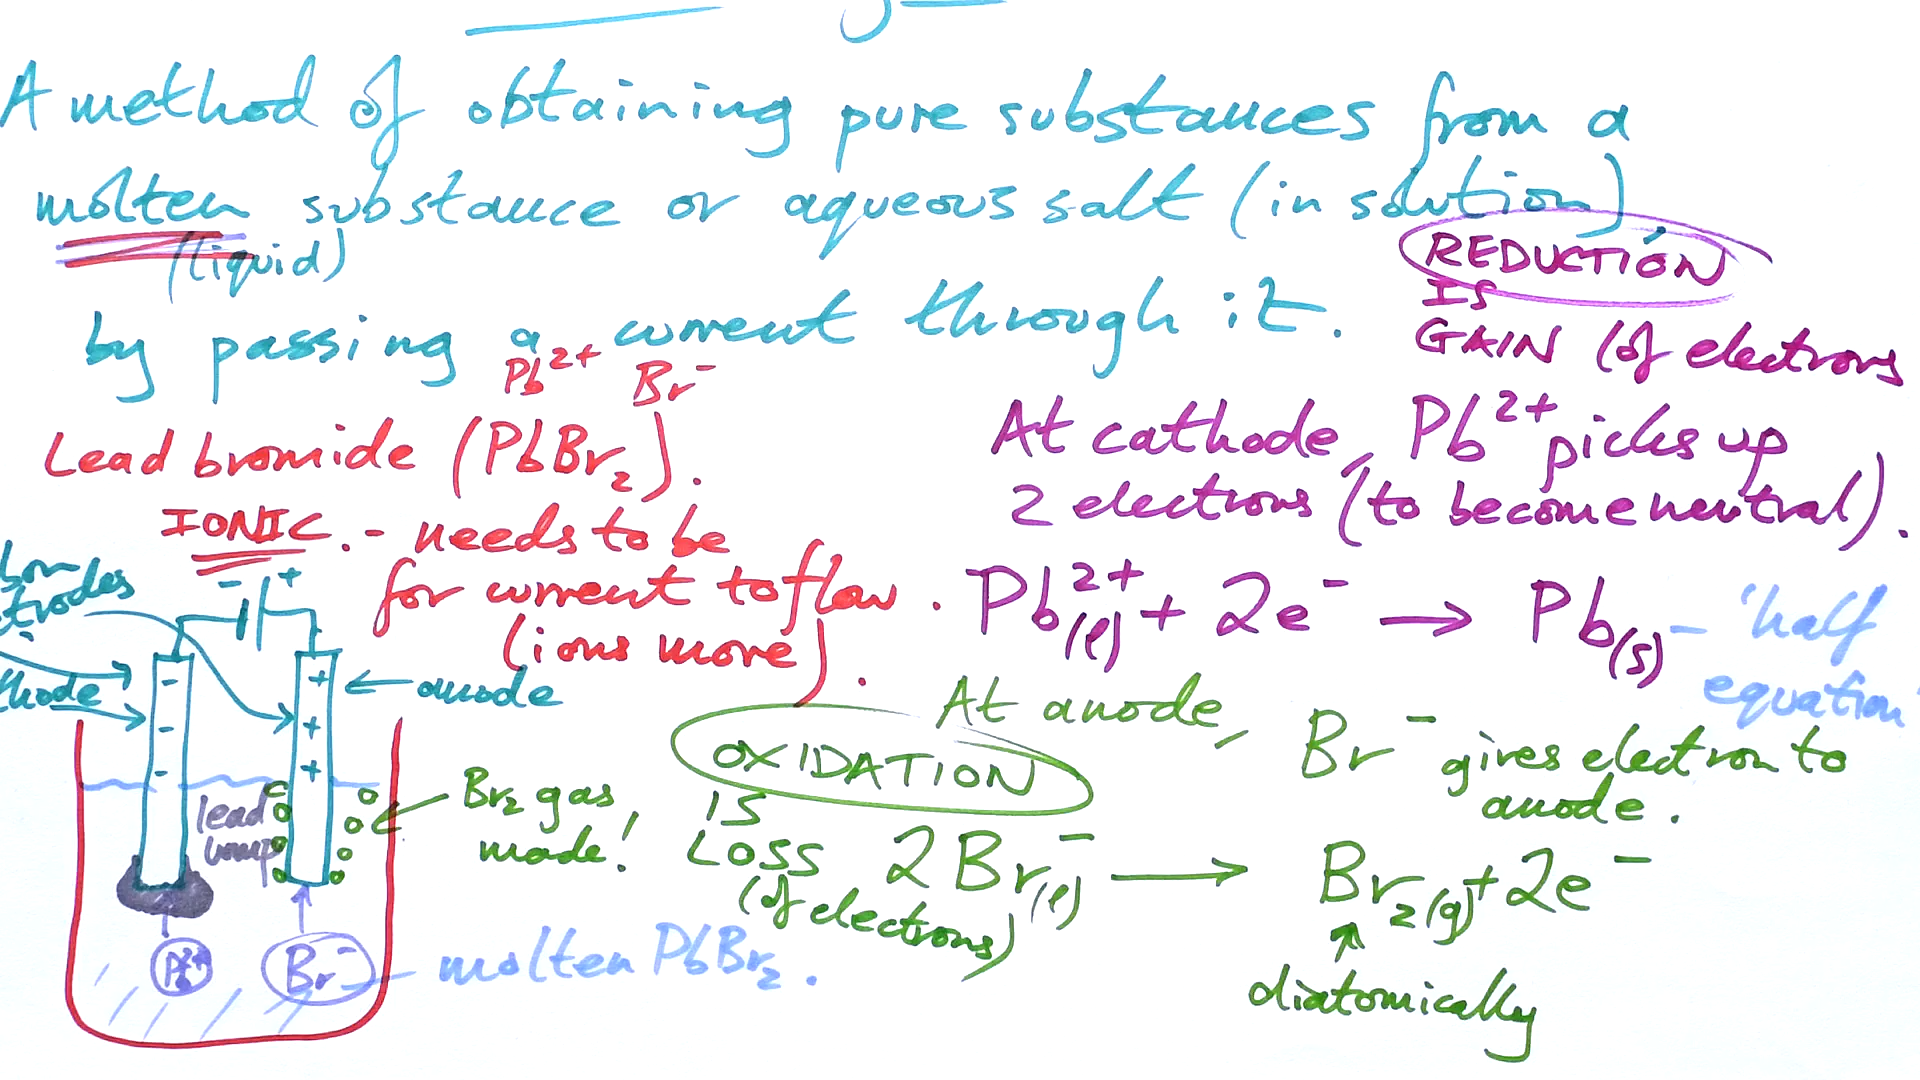 A method of obtaining pure substances from a
molten substance or aqueous salt (in solution)
(liquid)
by passing a current through it.
REDUCTION
IS
GAIN (of electrons
Pb2+ Br-
Lead bromide (PbBr2).
IONIC. - needs to be
for current to flow.
(ions move).
At cathode, Pb2+ picks up
2 electrons (to become neutral).
Pb2+(l) + 2e- → Pb(s) - 'half
equation'
- +
trodes
thode
anode
- - -
+ + +
lead
Br2 gas
made!
Pb2+
Br-
molten PbBr2.
At anode, Br- gives electron to
anode.
OXIDATION
IS
LOSS
(of electrons)
2Br-(l) → Br2(g) + 2e-
diatomically